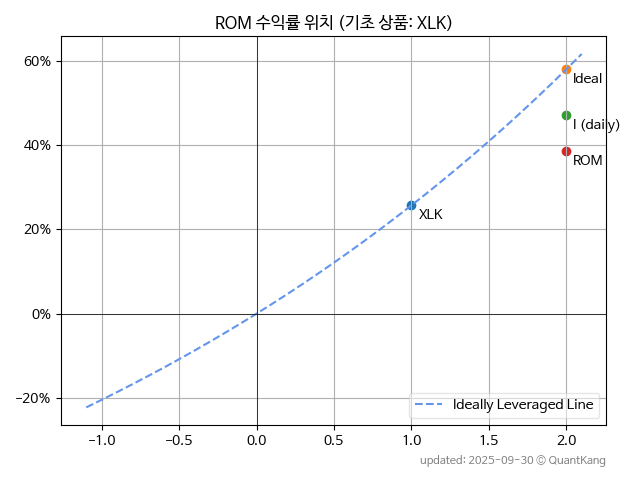 ROM 수익률 위치 (기초 상품: XLK)
60%
40%
20%
0%
−20%
Ideal
I (daily)
ROM
XLK
Ideally Leveraged Line
−1.0 −0.5 0.0 0.5 1.0 1.5 2.0
updated: 2025-09-30 © QuantKang